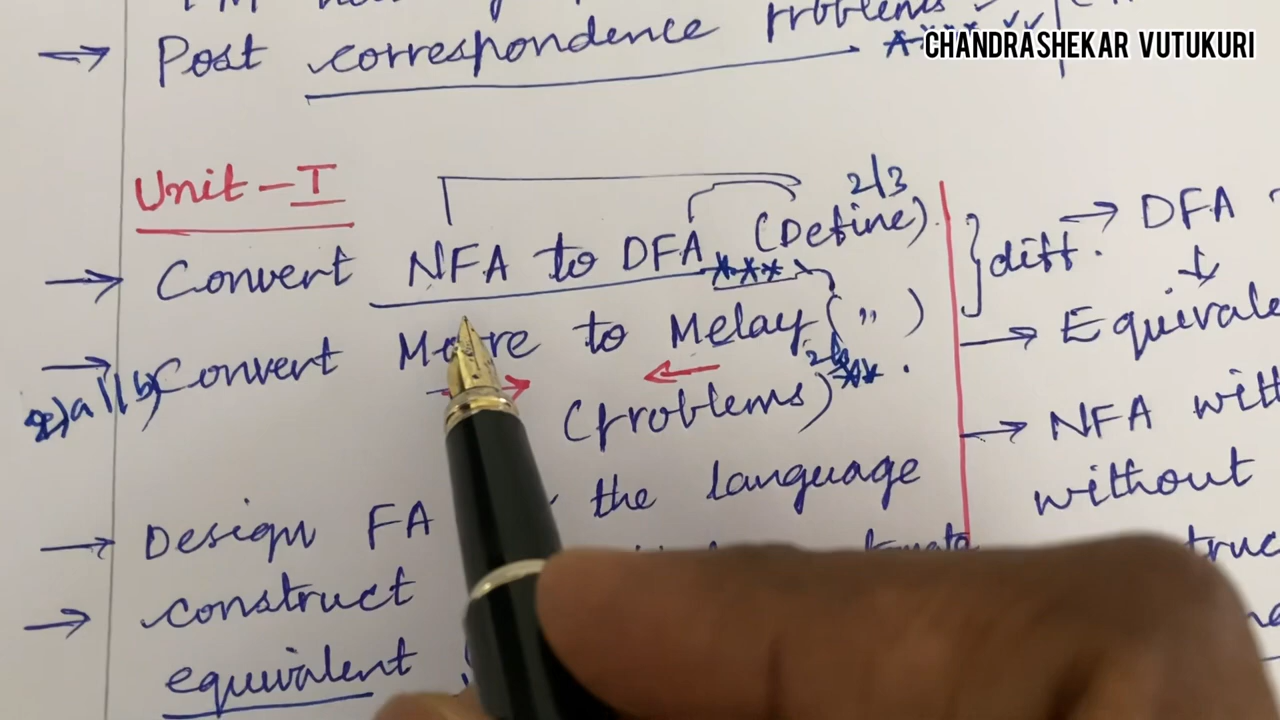 CHANDRASHEKAR VUTUKURI
→ Post correspondence problems
Unit-I
→ Convert NFA to DFA (Define) 2/3 ***
→ Convert Moore to Melay ( " )
(problems) **
a) b)
→ Design FA the language
→ construct
equivalent
} diff. → DFA
→ Equivale
→ NFA with
without